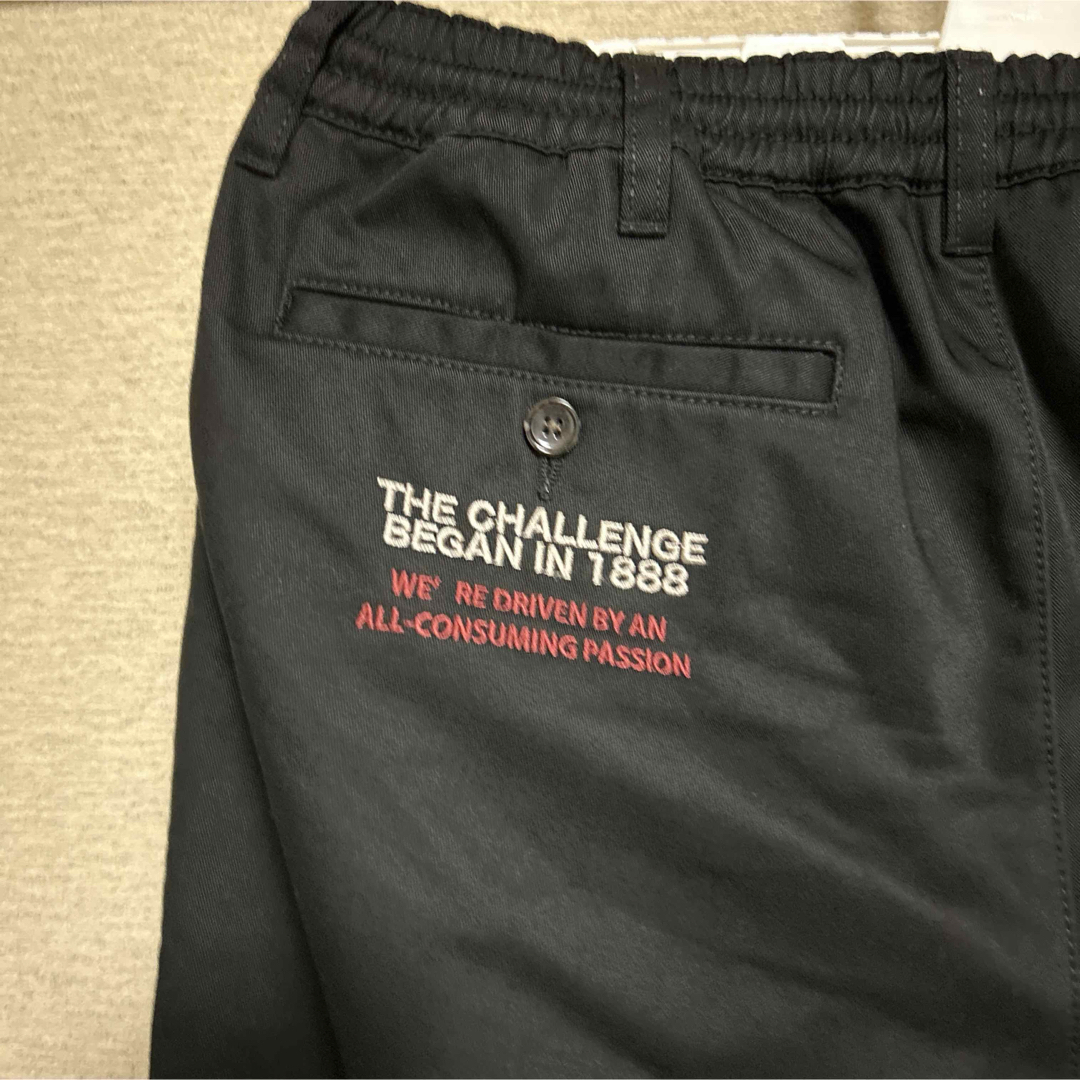 THE CHALLENGE
BEGAN IN 1888
WE’ RE DRIVEN BY AN
ALL-CONSUMING PASSION